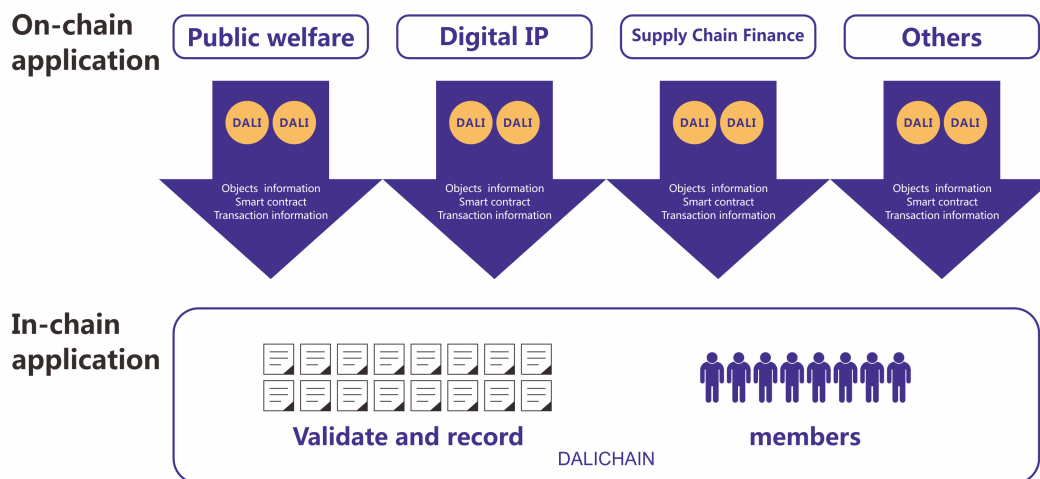 On-chain
application
Public welfare
Digital IP
Supply Chain Finance
Others
DALI DALI
DALI DALI
DALI DALI
DALI DALI
Objects information
Smart contract
Transaction information
Objects information
Smart contract
Transaction information
Objects information
Smart contract
Transaction information
Objects information
Smart contract
Transaction information
In-chain
application
Validate and record
members
DALICHAIN